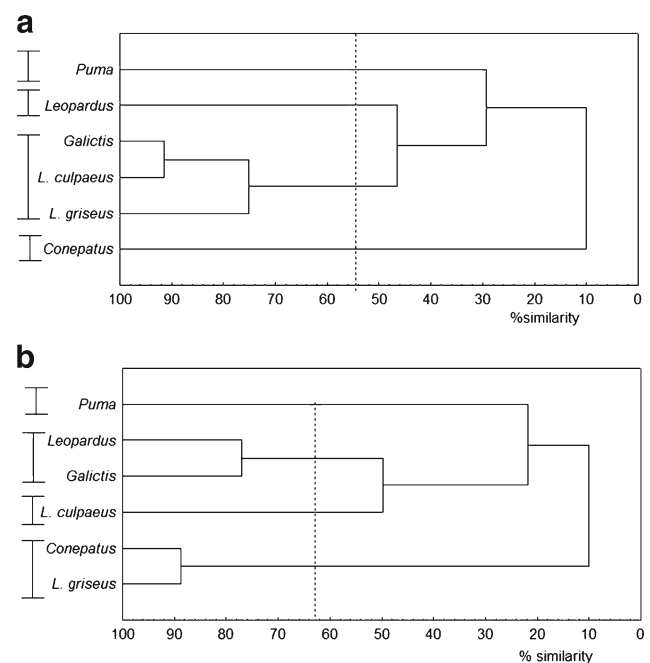 a
Puma
Leopardus
Galictis
L. culpaeus
L. griseus
Conepatus
100 90 80 70 60 50 40 30 20 10 0
%similarity
b
Puma
Leopardus
Galictis
L. culpaeus
Conepatus
L. griseus
100 90 80 70 60 50 40 30 20 10 0
% similarity